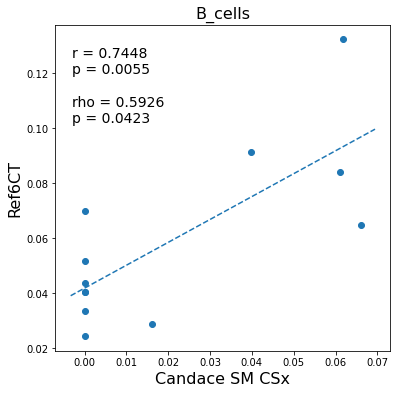 B_cells
r = 0.7448
p = 0.0055
rho = 0.5926
p = 0.0423
0.12
0.10
0.08
0.06
0.04
0.02
Ref6CT
0.00 0.01 0.02 0.03 0.04 0.05 0.06 0.07
Candace SM CSx